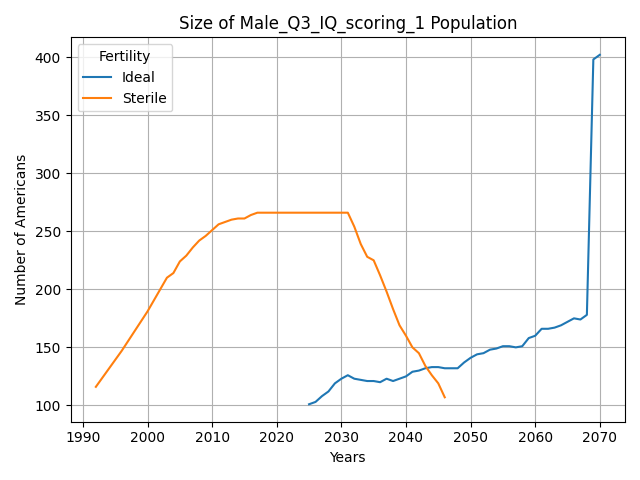 Size of Male_Q3_IQ_scoring_1 Population
Fertility
Ideal
Sterile
Number of Americans
400
350
300
250
200
150
100
1990 2000 2010 2020 2030 2040 2050 2060 2070
Years